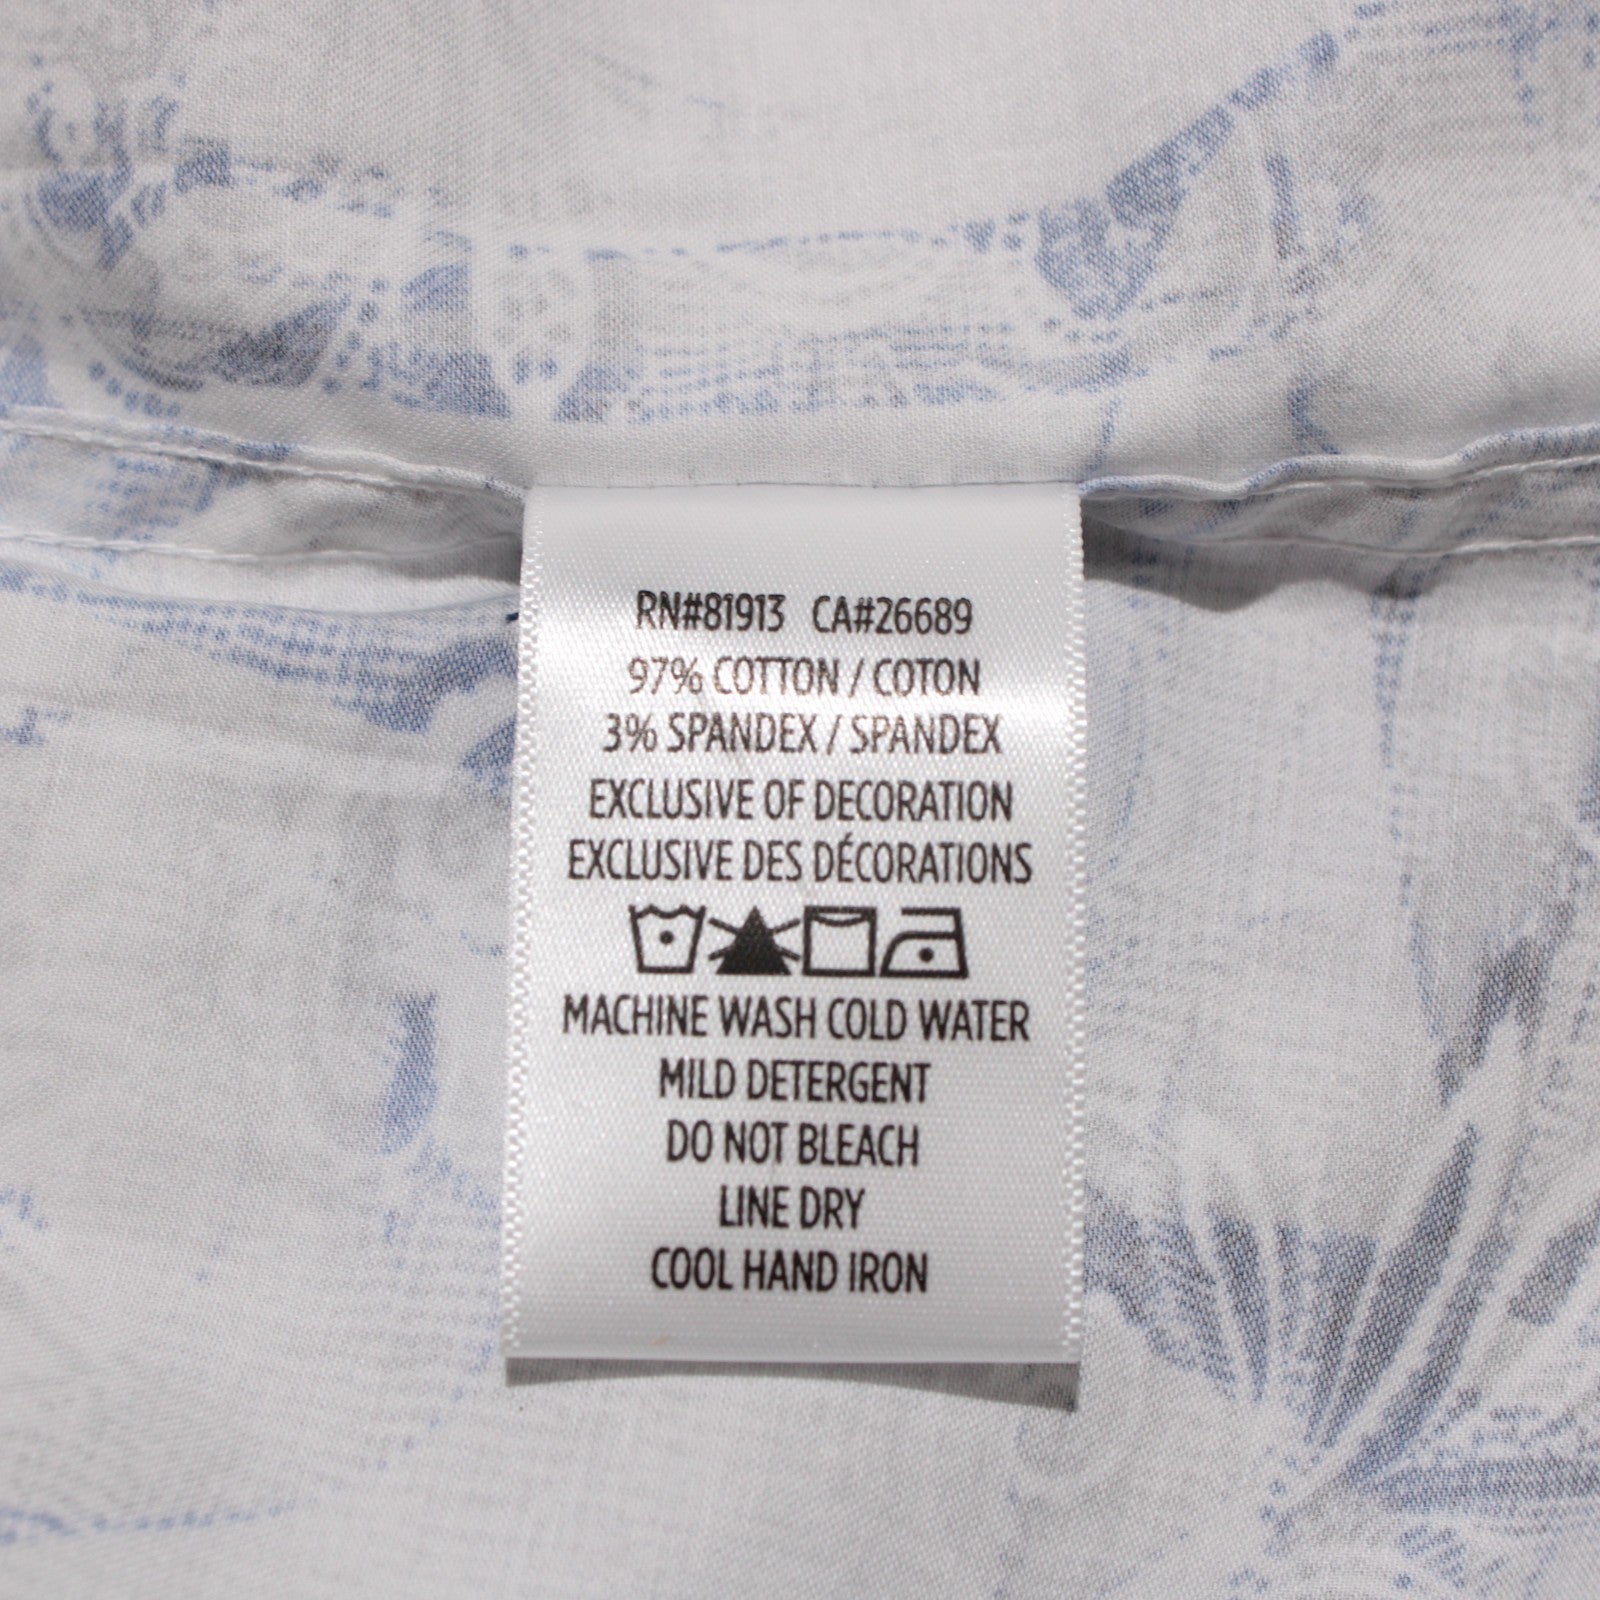 RN#81913 CA#26689
97% COTTON / COTON
3% SPANDEX / SPANDEX
EXCLUSIVE OF DECORATION
EXCLUSIVE DES DÉCORATIONS
MACHINE WASH COLD WATER
MILD DETERGENT
DO NOT BLEACH
LINE DRY
COOL HAND IRON